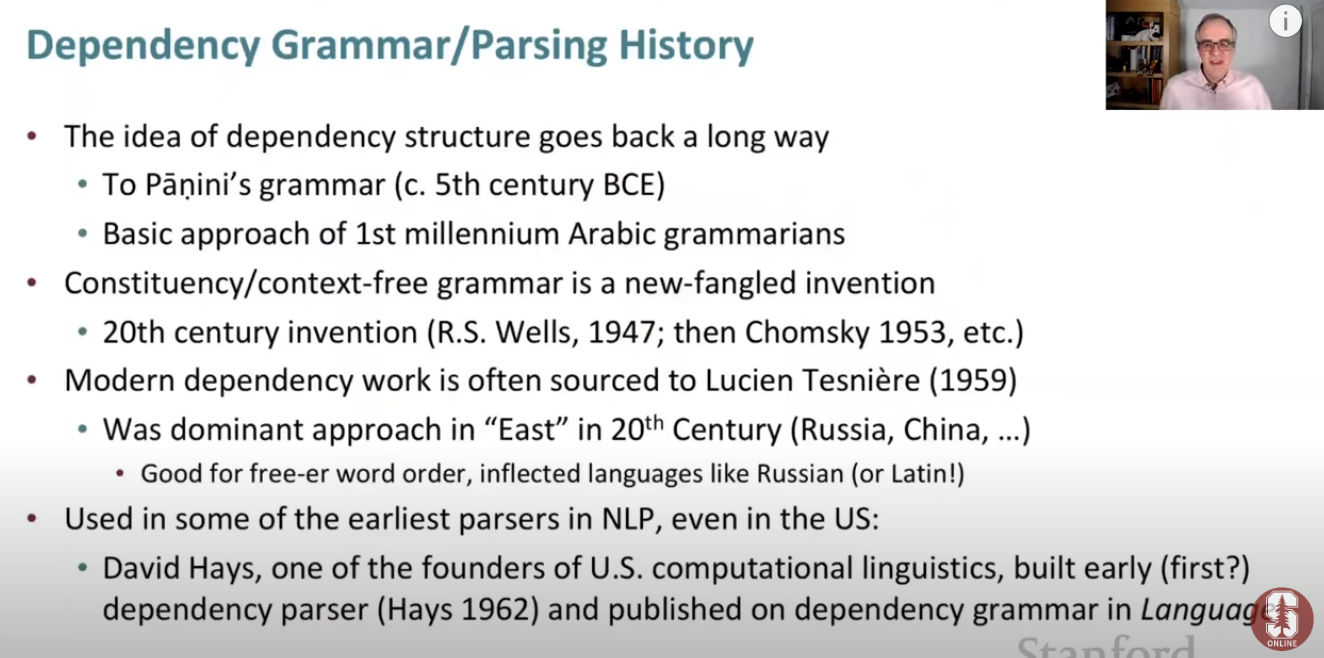 Dependency Grammar/Parsing History
i
• The idea of dependency structure goes back a long way
• To Pāṇini's grammar (c. 5th century BCE)
• Basic approach of 1st millennium Arabic grammarians
• Constituency/context-free grammar is a new-fangled invention
• 20th century invention (R.S. Wells, 1947; then Chomsky 1953, etc.)
• Modern dependency work is often sourced to Lucien Tesnière (1959)
• Was dominant approach in “East” in 20th Century (Russia, China, ...)
• Good for free-er word order, inflected languages like Russian (or Latin!)
• Used in some of the earliest parsers in NLP, even in the US:
• David Hays, one of the founders of U.S. computational linguistics, built early (first?)
dependency parser (Hays 1962) and published on dependency grammar in Language
S
ONLINE
Stanford